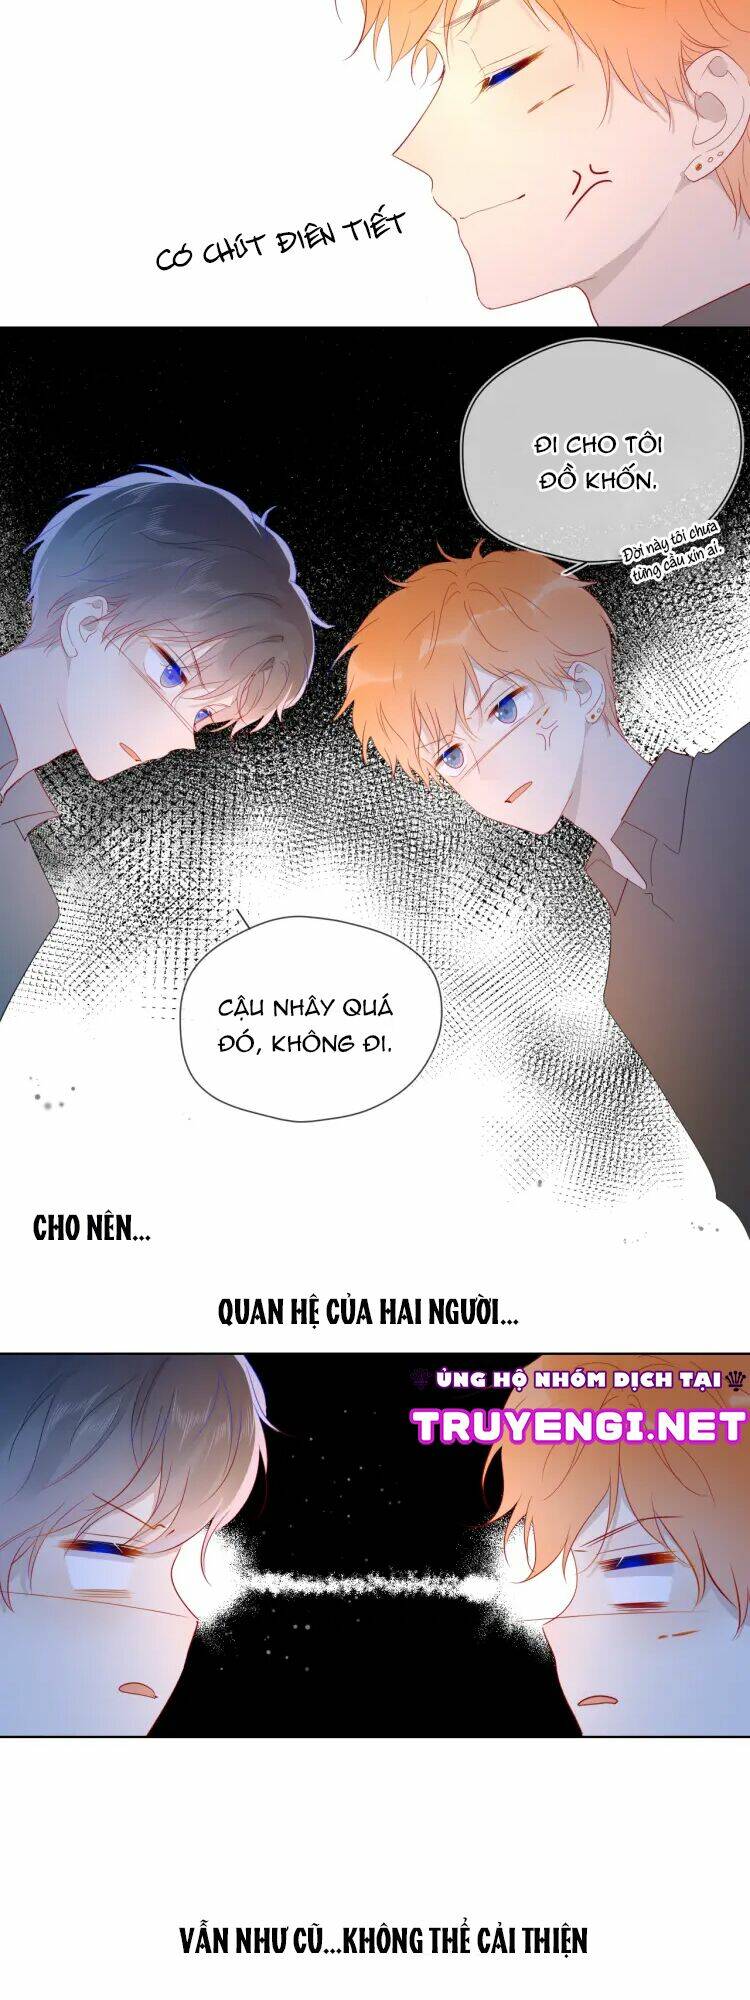 CÓ CHÚT ĐIÊN TIẾT
ĐI CHO TÔI
ĐỒ KHỐN.
Đời này tôi chưa
từng cầu xin ai.
CẬU NHÂY QUÁ
ĐÓ, KHÔNG ĐI.
CHO NÊN...
QUAN HỆ CỦA HAI NGƯỜI...
ỦNG HỘ NHÓM DỊCH TẠI
TRUYENGI.NET
VẪN NHƯ CŨ...KHÔNG THỂ CẢI THIỆN